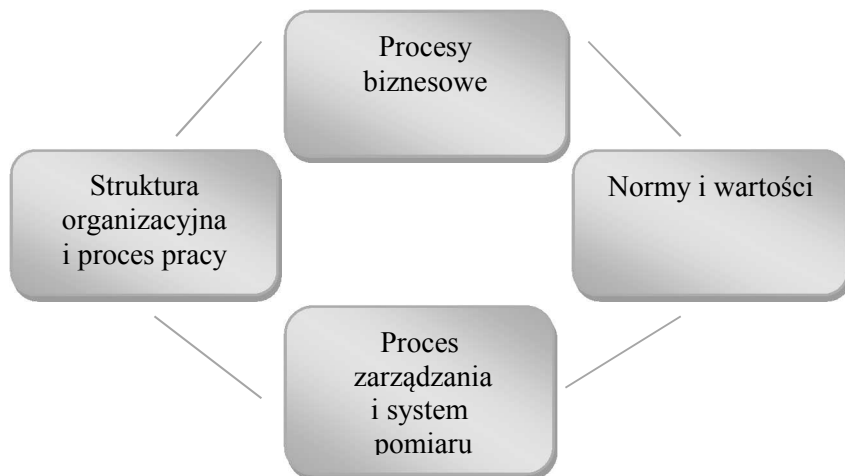 Procesy
biznesowe
Struktura
organizacyjna
i proces pracy
Normy i wartości
Proces
zarządzania
i system
pomiaru